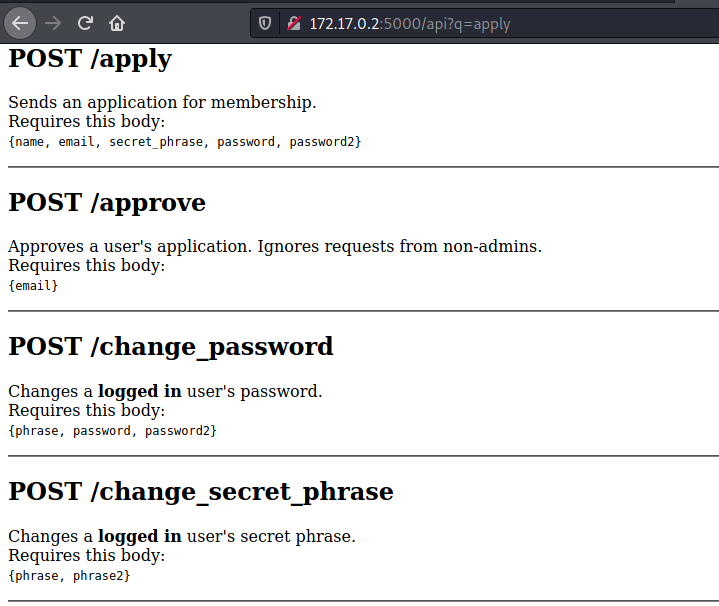 172.17.0.2:5000/api?q=apply
POST /apply
Sends an application for membership.
Requires this body:
{name, email, secret_phrase, password, password2}
POST /approve
Approves a user's application. Ignores requests from non-admins.
Requires this body:
{email}
POST /change_password
Changes a logged in user's password.
Requires this body:
{phrase, password, password2}
POST /change_secret_phrase
Changes a logged in user's secret phrase.
Requires this body:
{phrase, phrase2}